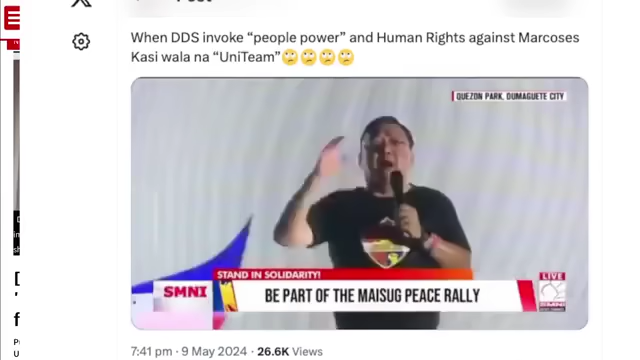 When DDS invoke “people power” and Human Rights against Marcoses
Kasi wala na “UniTeam”🙄🙄🙄🙄
QUEZON PARK, DUMAGUETE CITY
STAND IN SOLIDARITY!
LIVE
SMNI
BE PART OF THE MAISUG PEACE RALLY
SMNI
7:41 pm · 9 May 2024 · 26.6K Views